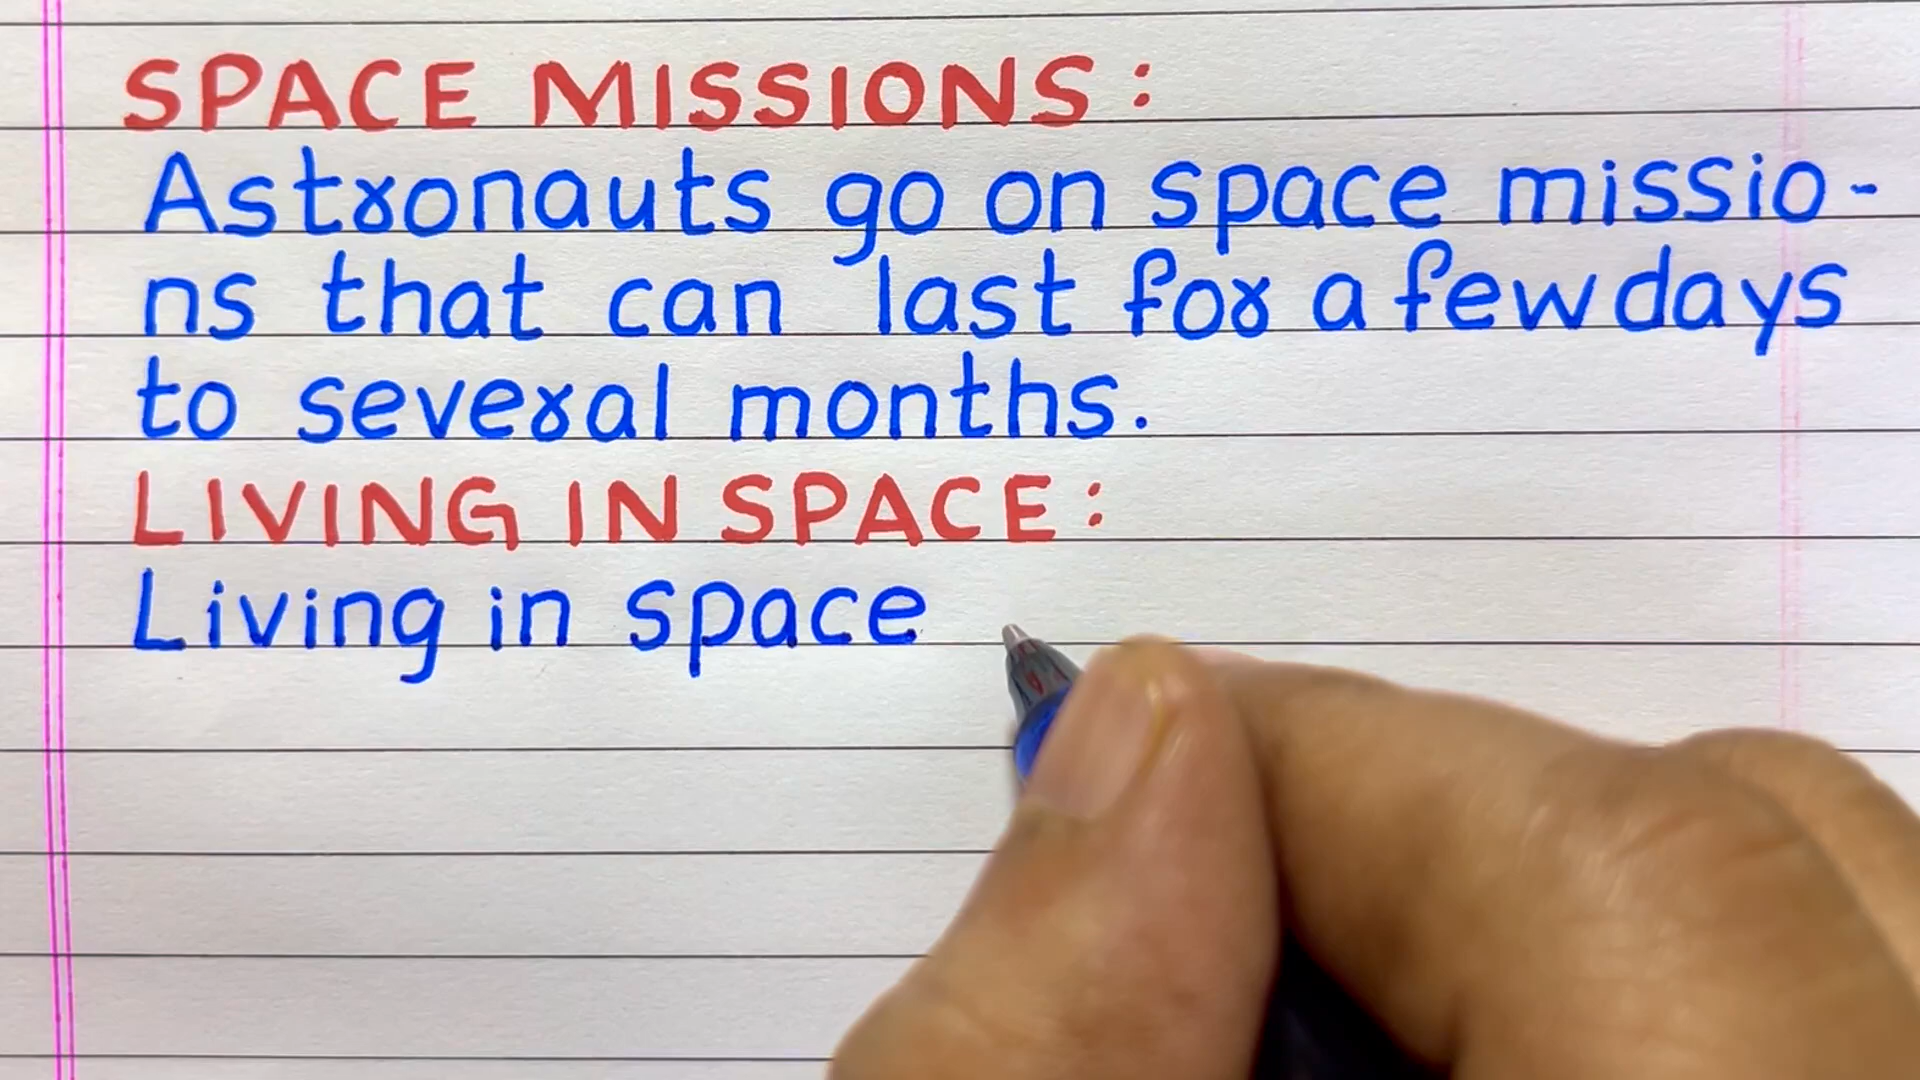 SPACE MISSIONS:
Astronauts go on space missio-
ns that can last for a few days
to several months.
LIVING IN SPACE:
Living in space